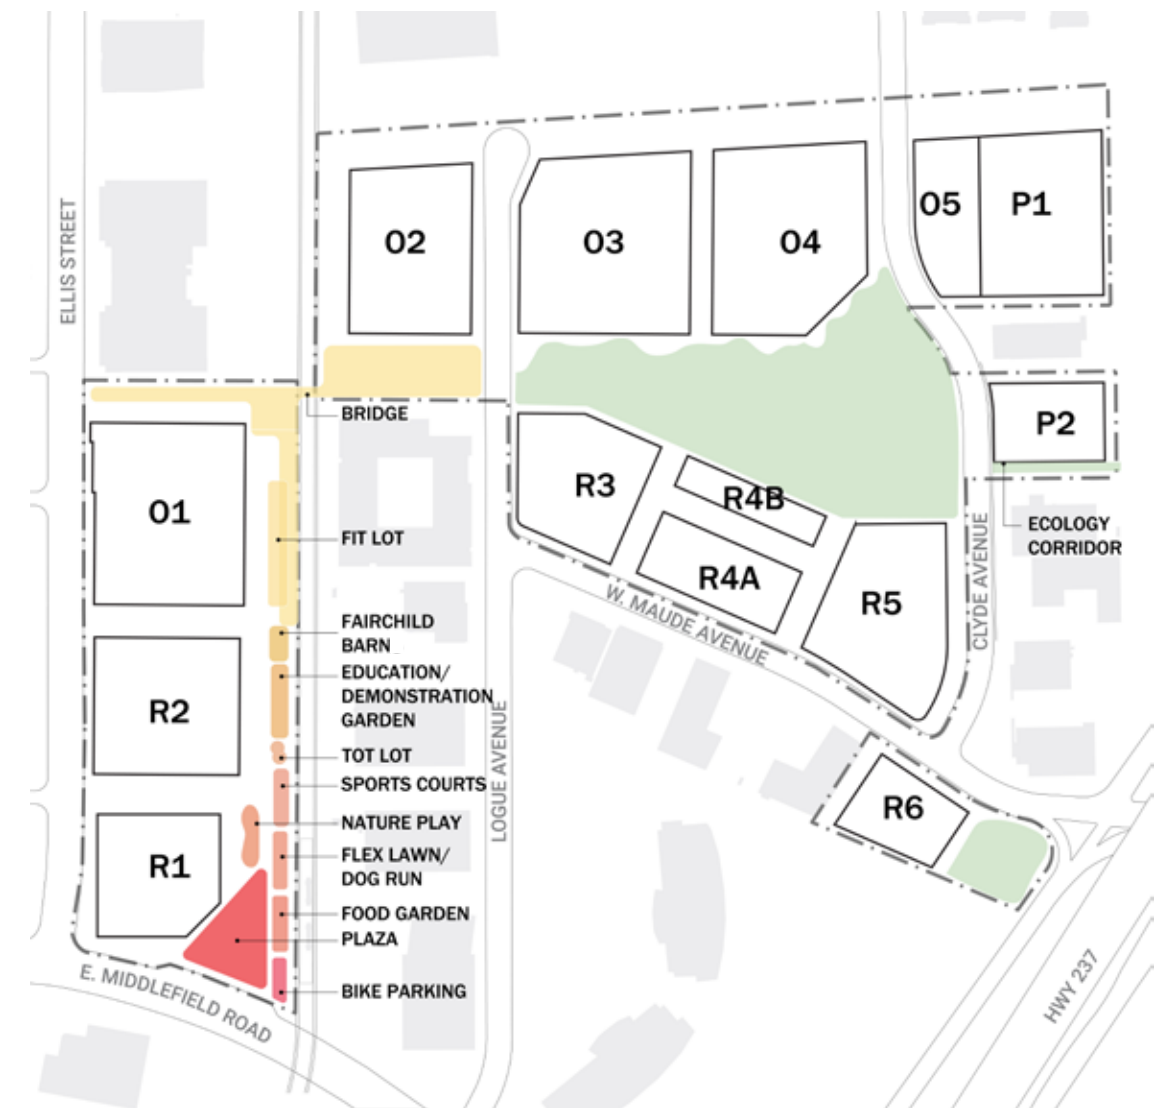 O2
O3
O4
O5
P1
ELLIS STREET
BRIDGE
P2
O1
R3
R4B
R4A
R5
FIT LOT
ECOLOGY
CORRIDOR
CLYDE AVENUE
W. MAUDE AVENUE
FAIRCHILD
BARN
EDUCATION/
DEMONSTRATION
GARDEN
R2
LOGUE AVENUE
TOT LOT
SPORTS COURTS
NATURE PLAY
R6
R1
FLEX LAWN/
DOG RUN
FOOD GARDEN
PLAZA
BIKE PARKING
E. MIDDLEFIELD ROAD
HWY 237